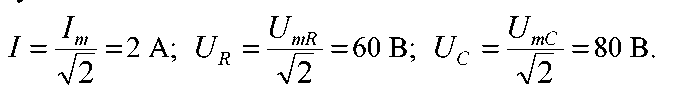 I = I_m/√2 = 2 А; U_R = U_mR/√2 = 60 В; U_C = U_mC/√2 = 80 В.